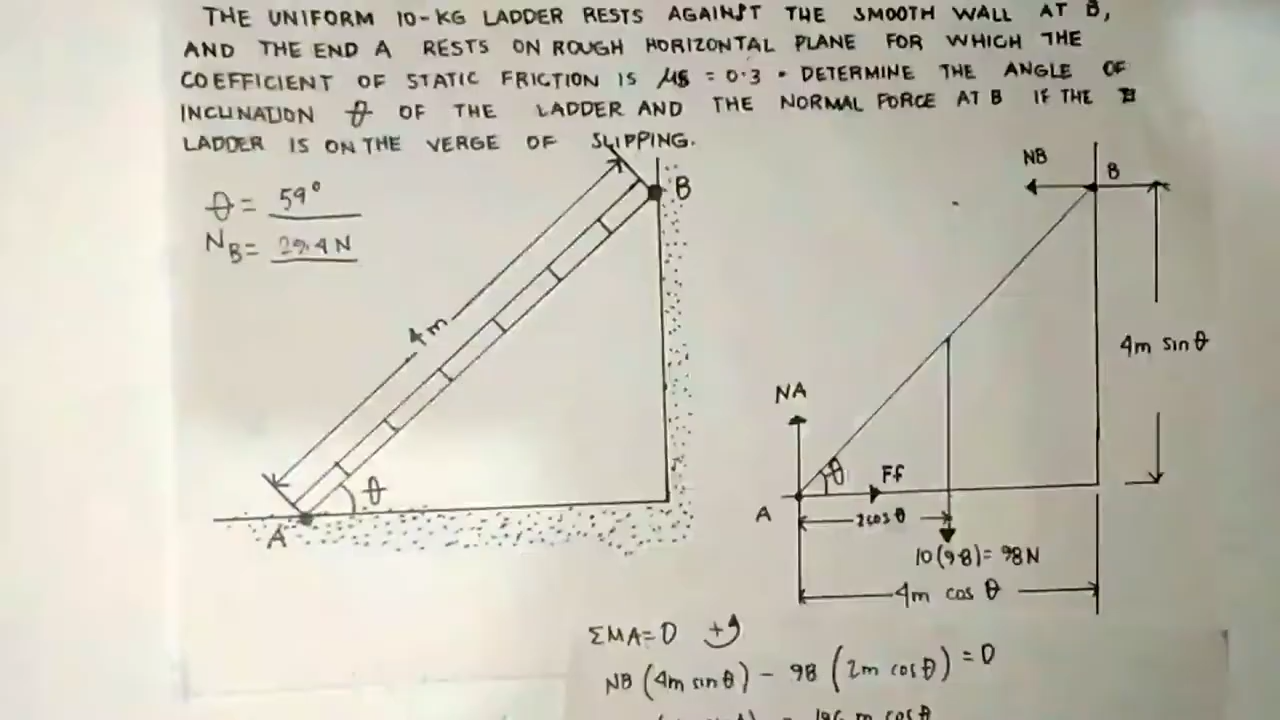 THE UNIFORM 10-KG LADDER RESTS AGAINST THE SMOOTH WALL AT B,
AND THE END A RESTS ON ROUGH HORIZONTAL PLANE FOR WHICH THE
COEFFICIENT OF STATIC FRICTION IS μs = 0.3 . DETERMINE THE ANGLE OF
INCLINATION θ OF THE LADDER AND THE NORMAL FORCE AT B IF THE
LADDER IS ON THE VERGE OF SLIPPING.
θ = 59°
NB = 29.4 N
B
4m
θ
A
NB
B
4m sin θ
NA
θ
Ff
A
2cos θ
10(9.8) = 98N
4m cos θ
ΣMA = 0 +
NB (4m sin θ) - 98 (2m cos θ) = 0
m cos θ